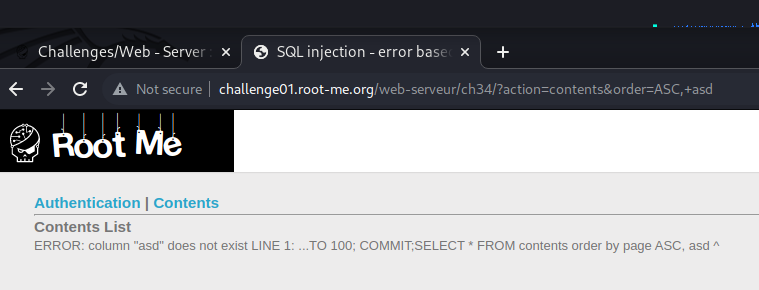 Challenges/Web - Server :
SQL injection - error based
Not secure | challenge01.root-me.org/web-serveur/ch34/?action=contents&order=ASC,+asd
Root Me
Authentication | Contents
Contents List
ERROR: column "asd" does not exist LINE 1: ...TO 100; COMMIT;SELECT * FROM contents order by page ASC, asd ^